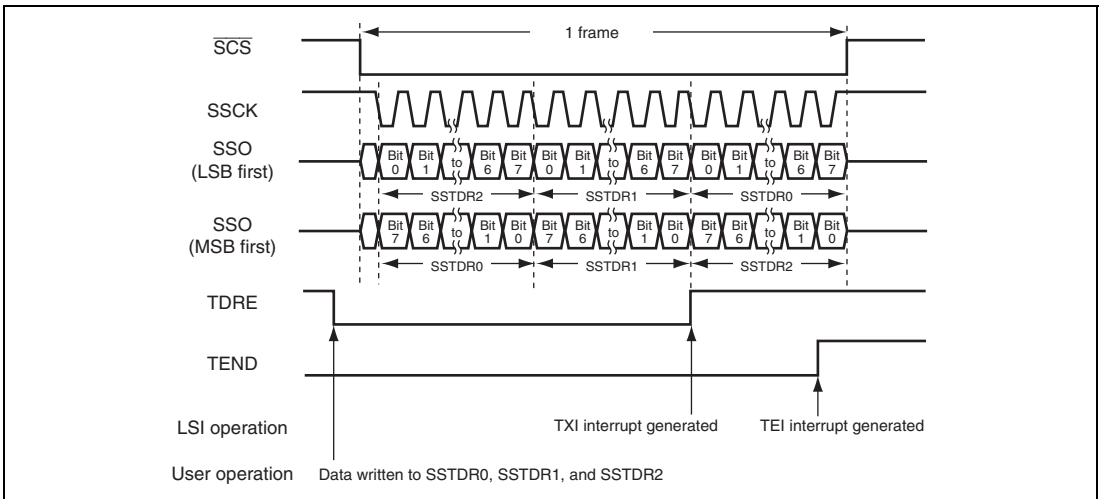 1 frame
SCS
SSCK
SSO
(LSB first)
Bit 0 Bit 1 to Bit 6 Bit 7 Bit 0 Bit 1 to Bit 6 Bit 7 Bit 0 Bit 1 to Bit 6 Bit 7
SSTDR2 SSTDR1 SSTDR0
SSO
(MSB first)
Bit 7 Bit 6 to Bit 1 Bit 0 Bit 7 Bit 6 to Bit 1 Bit 0 Bit 7 Bit 6 to Bit 1 Bit 0
SSTDR0 SSTDR1 SSTDR2
TDRE
TEND
LSI operation TXI interrupt generated TEI interrupt generated
User operation Data written to SSTDR0, SSTDR1, and SSTDR2